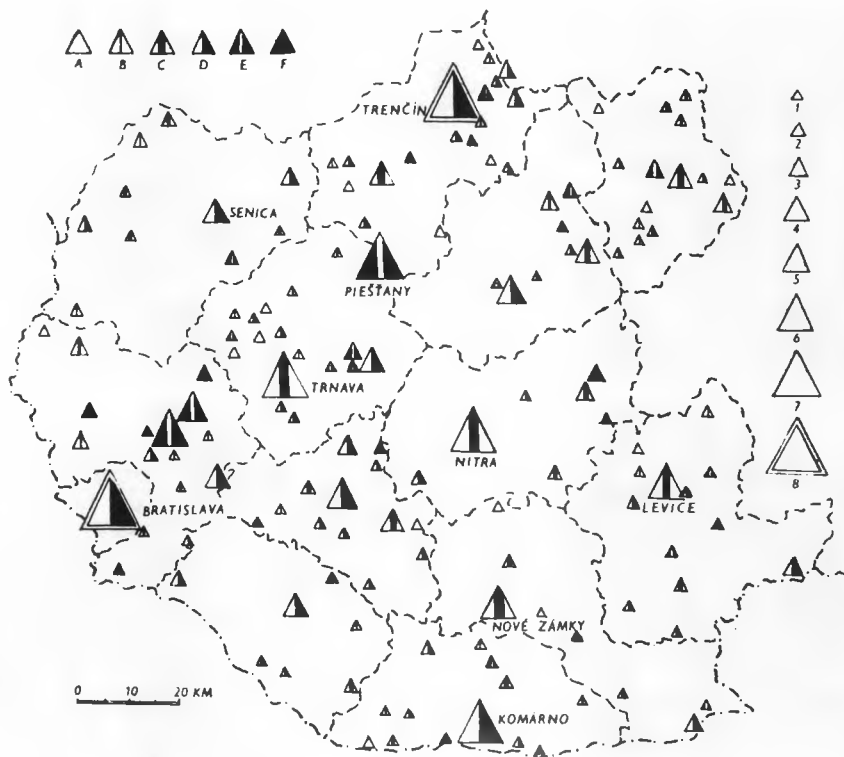 A B C D E F
TRENČÍN
1
2
3
SENICA
4
5
PIEŠŤANY
6
TRNAVA
7
NITRA
8
LEVICE
BRATISLAVA
NOVÉ ZÁMKY
0 10 20 KM
KOMÁRNO